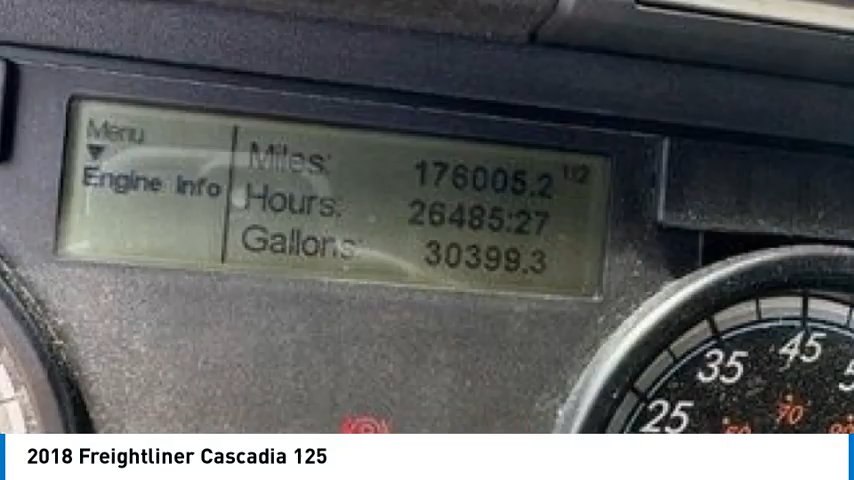 Menu
Engine Info
Miles: 176005.2 1/2
Hours: 26485:27
Gallons: 30399.3
35 45
25 70
2018 Freightliner Cascadia 125